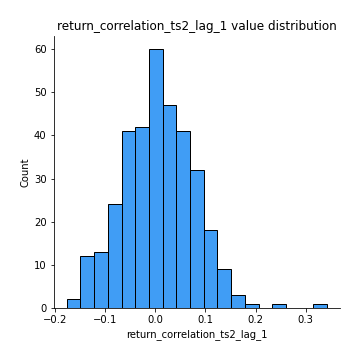 return_correlation_ts2_lag_1 value distribution
60
50
40
30
20
10
0
Count
−0.2 −0.1 0.0 0.1 0.2 0.3
return_correlation_ts2_lag_1